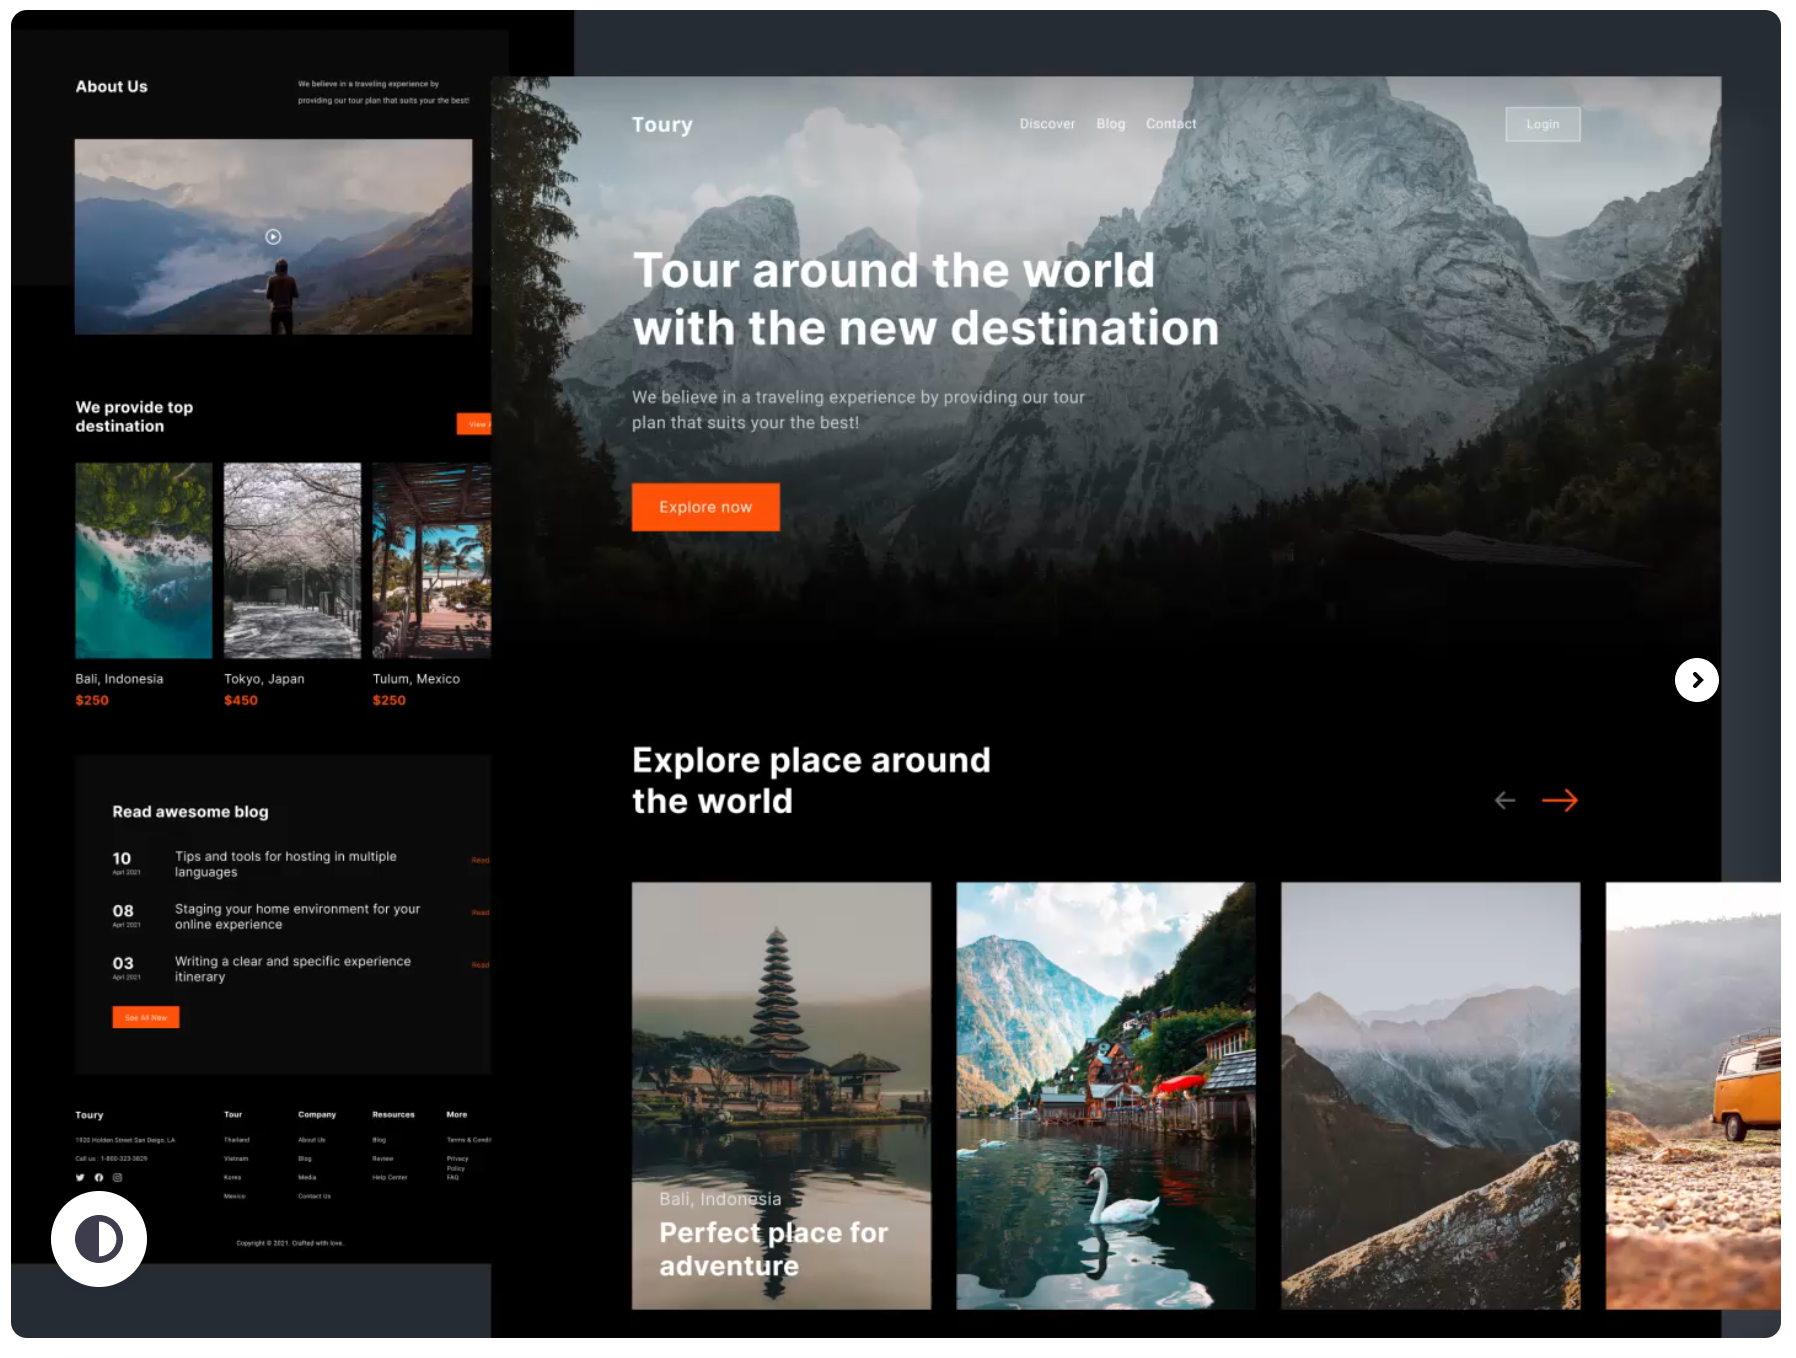 About Us
We believe in a traveling experience by
providing our tour plan that suits your the best!
We provide top
destination
View
Bali, Indonesia
$250
Tokyo, Japan
$450
Tulum, Mexico
$250
Read awesome blog
10
Aprl 2021
Tips and tools for hosting in multiple
languages
Read
08
Aprl 2021
Staging your home environment for your
online experience
Read
03
Aprl 2021
Writing a clear and specific experience
itinerary
Read
See All New
Toury
1920 Holden Street San Deigo, LA
Call us : 1-800-323-3829
Tour
Thailand
Vietnam
Korea
Mexico
Company
About Us
Blog
Media
Contact Us
Resources
Blog
Review
Help Center
More
Terms & Condi
Privacy
Policy
FAQ
Copyright © 2021. Crafted with love.
Toury
Discover Blog Contact
Login
Tour around the world
with the new destination
We believe in a traveling experience by providing our tour
plan that suits your the best!
Explore now
Explore place around
the world
Bali, Indonesia
Perfect place for
adventure